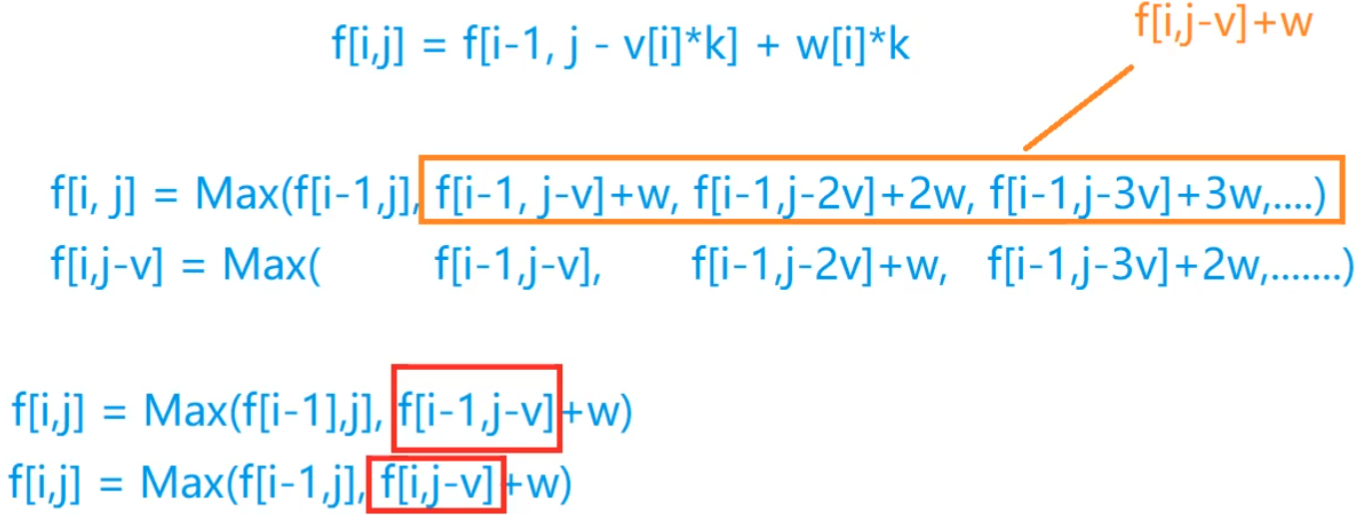 f[i,j-v]+w
f[i,j] = f[i-1, j - v[i]*k] + w[i]*k
f[i, j] = Max(f[i-1,j], f[i-1, j-v]+w, f[i-1,j-2v]+2w, f[i-1,j-3v]+3w,....)
f[i,j-v] = Max( f[i-1,j-v], f[i-1,j-2v]+w, f[i-1,j-3v]+2w,.......)
f[i,j] = Max(f[i-1],j], f[i-1,j-v]+w)
f[i,j] = Max(f[i-1,j], f[i,j-v]+w)